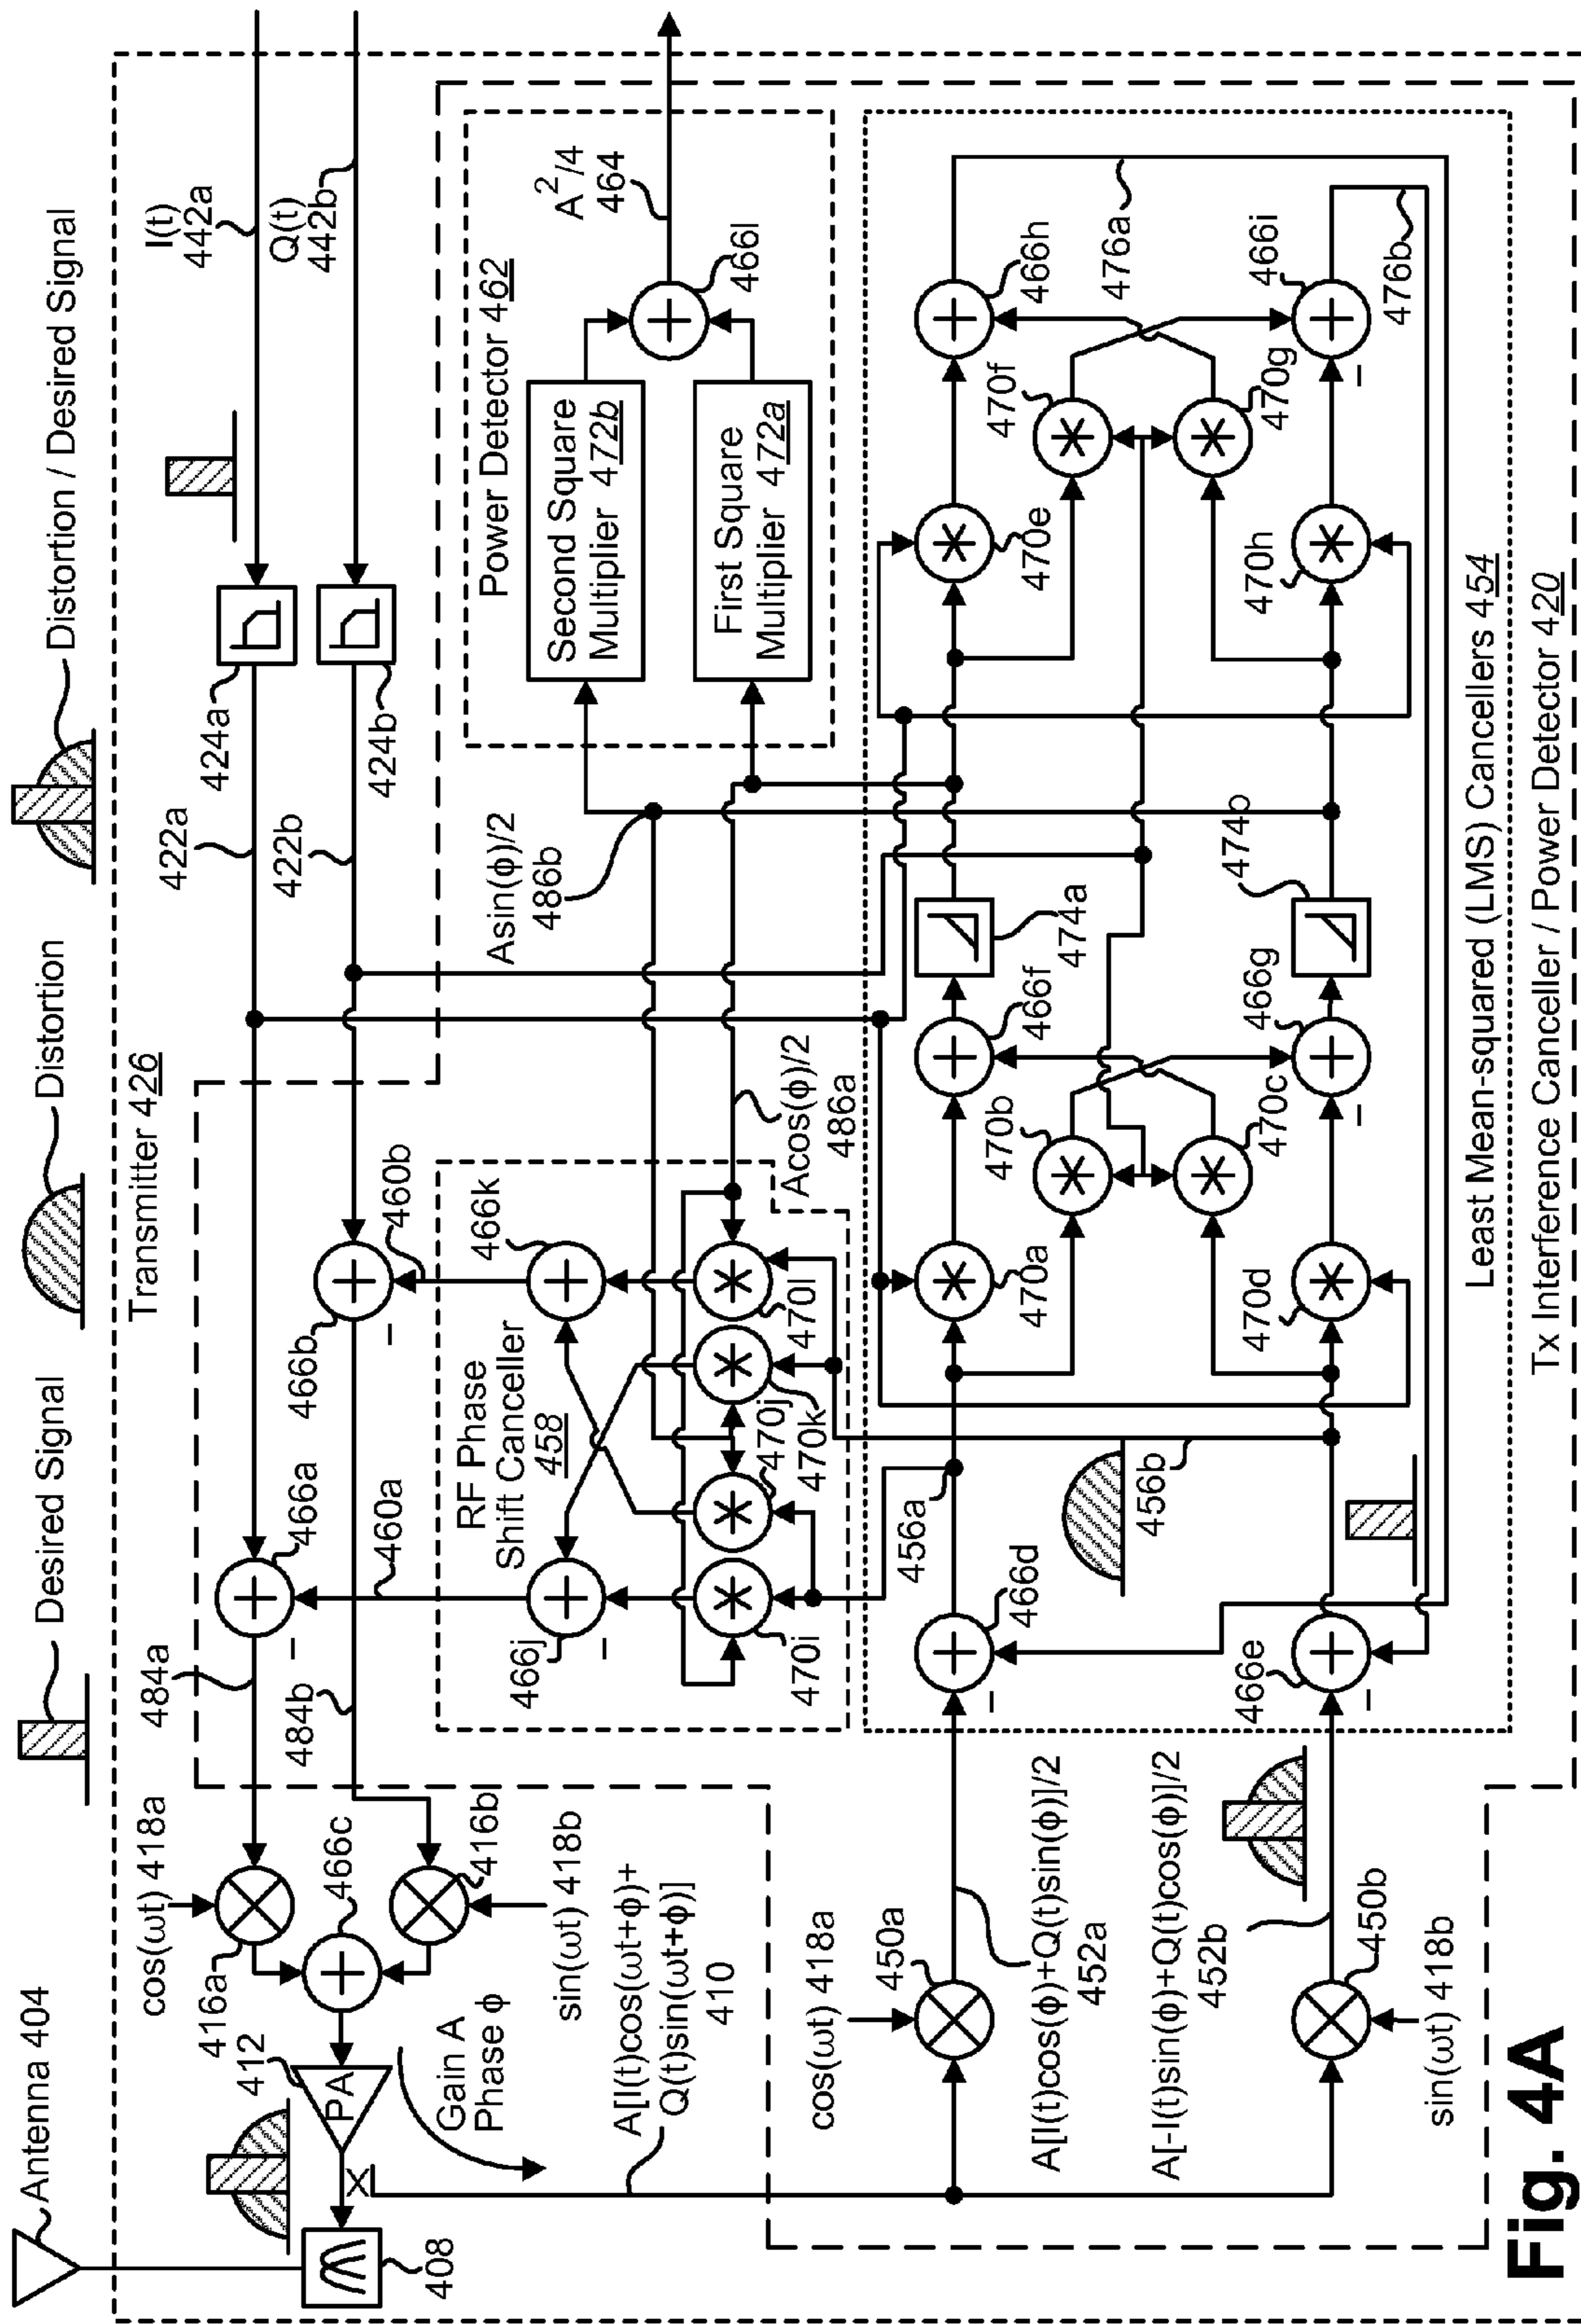 Antenna 404
Desired Signal
Distortion
Distortion / Desired Signal
Transmitter 426
408
412
PA
Gain A
Phase ϕ
X
cos(ωt) 418a
416a
466c
416b
sin(ωt) 418b
A[I(t)cos(ωt+ϕ)+
Q(t)sin(ωt+ϕ)]
410
484a
484b
466a
–
466b
–
460a
460b
422a
422b
424a
424b
I(t)
442a
Q(t)
442b
RF Phase
Shift Canceller
458
466j
–
466k
470i
470j
470k
470l
Acos(ϕ)/2
486a
Asin(ϕ)/2
486b
Power Detector 462
Second Square
Multiplier 472b
First Square
Multiplier 472a
466l
A²/4
464
cos(ωt) 418a
450a
A[I(t)cos(ϕ)+Q(t)sin(ϕ)]/2
452a
A[-I(t)sin(ϕ)+Q(t)cos(ϕ)]/2
452b
450b
sin(ωt) 418b
466d
–
466e
–
456a
456b
470a
470b
470c
470d
466f
466g
–
474a
474b
470e
470f
470g
470h
466h
466i
–
476a
476b
Least Mean-squared (LMS) Cancellers 454
Tx Interference Canceller / Power Detector 420
Fig. 4A